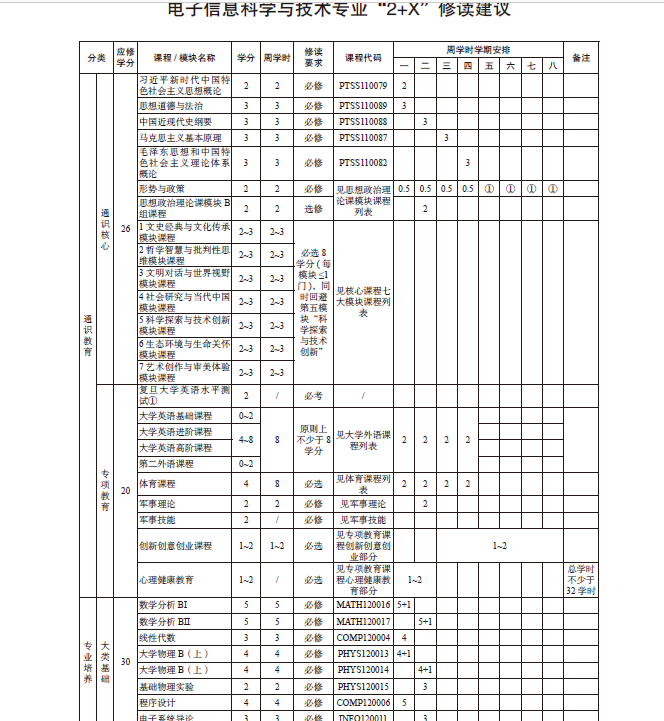 电子信息科学与技术专业“2+X”修读建议
分类 应修学分 课程 / 模块名称 学分 周学时 修读要求 课程代码 周学时学期安排 备注
一 二 三 四 五 六 七 八
通识教育 通识核心 26
习近平新时代中国特色社会主义思想概论 2 2 必修 PTSS110079 2
思想道德与法治 3 3 必修 PTSS110089 3
中国近现代史纲要 3 3 必修 PTSS110088 3
马克思主义基本原理 3 3 必修 PTSS110087 3
毛泽东思想和中国特色社会主义理论体系概论 3 3 必修 PTSS110082 3
形势与政策 2 2 必修 见思想政治理论课模块课程列表 0.5 0.5 0.5 0.5 ① ① ① ①
思想政治理论课模块 B 组课程 2 2 选修 2
1 文史经典与文化传承模块课程 2~3 2~3 必选 8 学分 ( 每模块 ≤1 门 )，同时回避第五模块“科学探索与技术创新” 见核心课程七大模块课程列表
2 哲学智慧与批判性思维模块课程 2~3 2~3
3 文明对话与世界视野模块课程 2~3 2~3
4 社会研究与当代中国模块课程 2~3 2~3
5 科学探索与技术创新模块课程 2~3 2~3
6 生态环境与生命关怀模块课程 2~3 2~3
7 艺术创作与审美体验模块课程 2~3 2~3
专项教育 20
复旦大学英语水平测试① 2 / 必考 /
大学英语基础课程 0~2 8 原则上不少于 8 学分 见大学外语课程列表 2 2 2 2
大学英语进阶课程 4~8
大学英语高阶课程
第二外语课程 0~2
体育课程 4 8 必选 见体育课程列表 2 2 2 2
军事理论 2 2 必修 见军事理论 2
军事技能 2 / 必修 见军事技能
创新创意创业课程 1~2 1~2 必选 见专项教育课程创新创意创业部分 1~2
心理健康教育 1~2 / 必选 见专项教育课程心理健康教育部分 1~2 总学时不少于 32 学时
专业培养 大类基础 30
数学分析 BI 5 5 必修 MATH120016 5+1
数学分析 BII 5 5 必修 MATH120017 5+1
线性代数 3 3 必修 COMP120004 4
大学物理 B（上） 4 4 必修 PHYS120013 4+1
大学物理 B（上） 4 4 必修 PHYS120014 4+1
基础物理实验 2 2 必修 PHYS120015 3
程序设计 4 4 必修 COMP120006 5
电子系统导论 3 3 必修 INFO120011 3